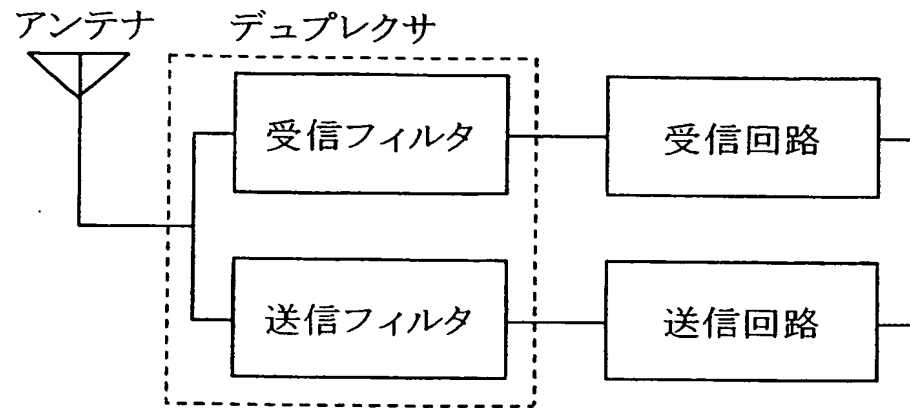 アンテナ
デュプレクサ
受信フィルタ
受信回路
送信フィルタ
送信回路